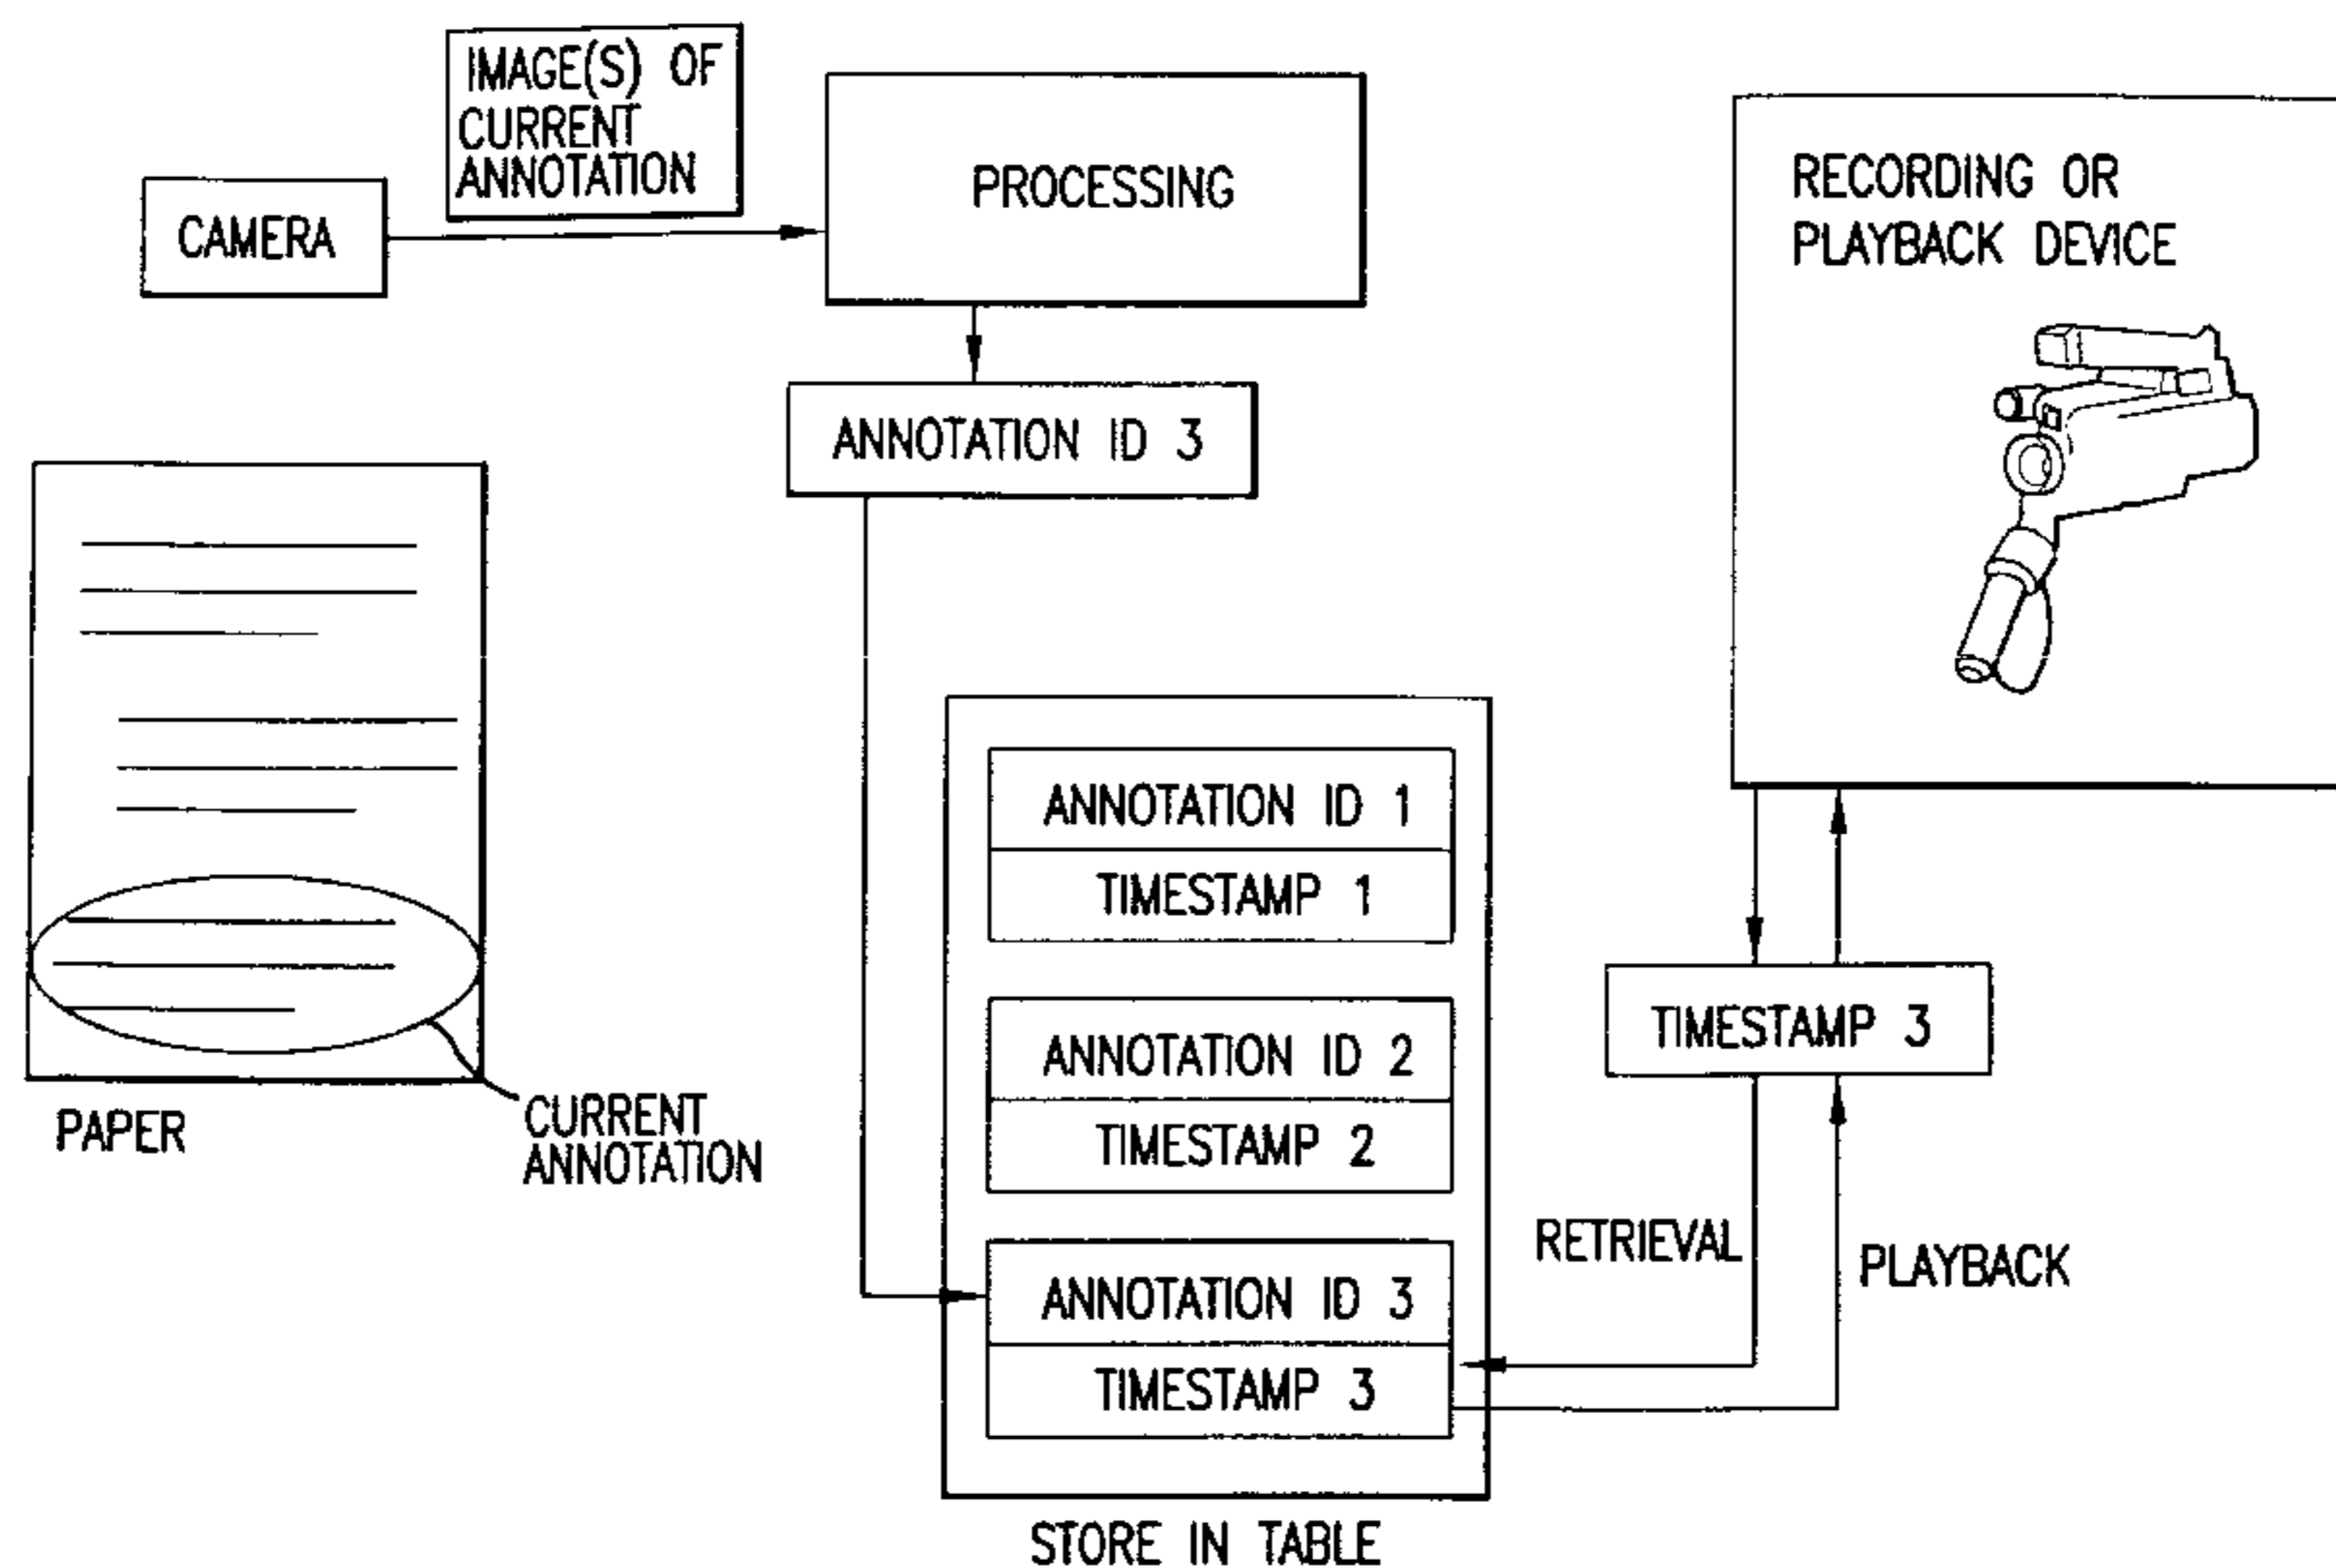 IMAGE(S) OF
CURRENT
ANNOTATION
CAMERA
PROCESSING
RECORDING OR
PLAYBACK DEVICE
ANNOTATION ID 3
PAPER
CURRENT
ANNOTATION
ANNOTATION ID 1
TIMESTAMP 1
ANNOTATION ID 2
TIMESTAMP 2
ANNOTATION ID 3
TIMESTAMP 3
STORE IN TABLE
TIMESTAMP 3
RETRIEVAL
PLAYBACK